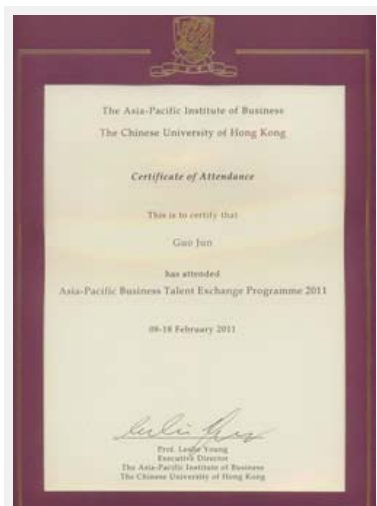 The Asia-Pacific Institute of Business
The Chinese University of Hong Kong
Certificate of Attendance
This is to certify that
Guo Jun
has attended
Asia-Pacific Business Talent Exchange Programme 2011
February 2011
Prof. Leslie Young
Executive Director
The Asia-Pacific Institute of Business
The Chinese University of Hong Kong